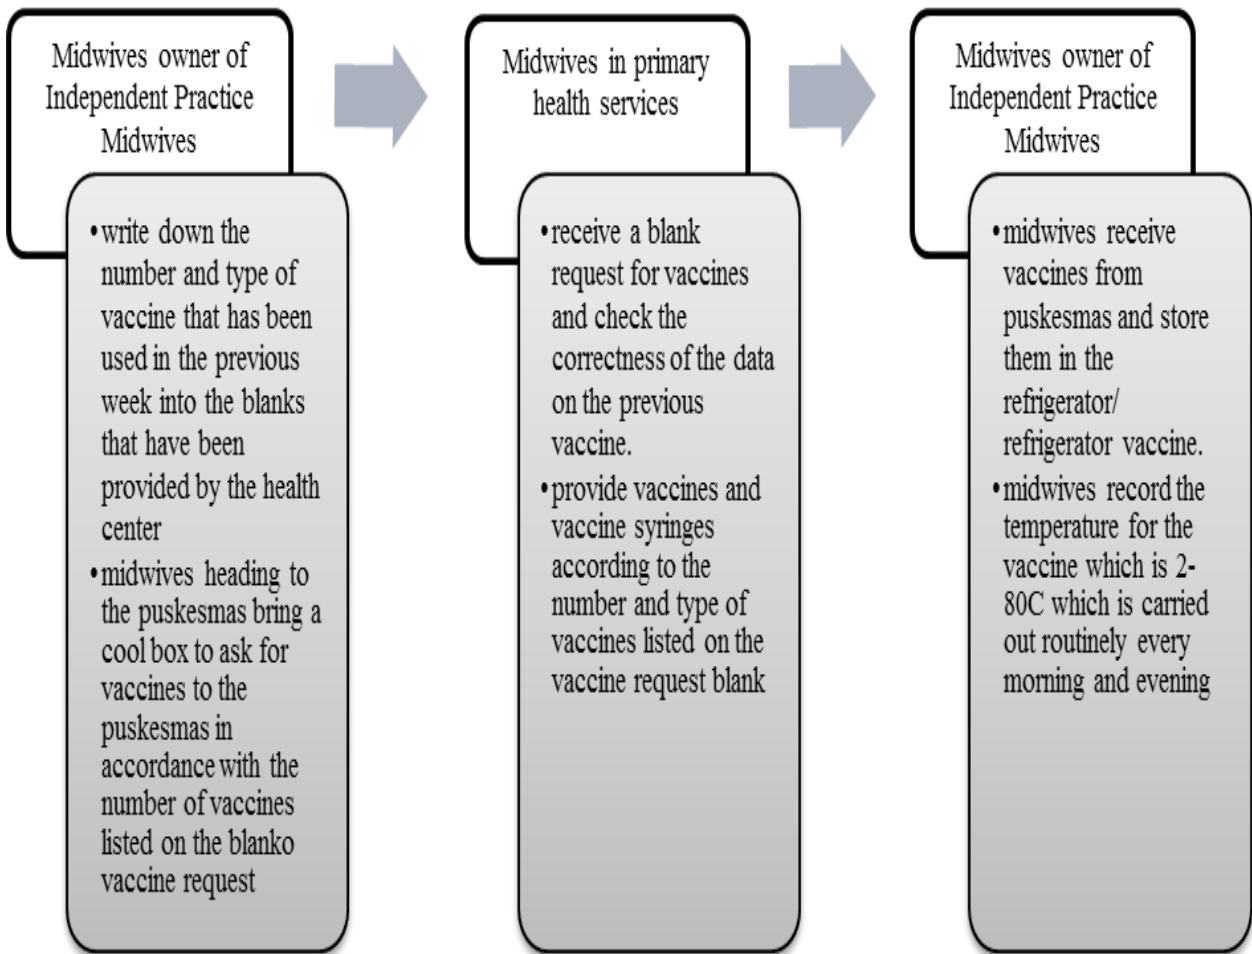 Midwives owner of
Independent Practice
Midwives
•write down the
number and type of
vaccine that has been
used in the previous
week into the blanks
that have been
provided by the health
center
•midwives heading to
the puskesmas bring a
cool box to ask for
vaccines to the
puskesmas in
accordance with the
number of vaccines
listed on the blanko
vaccine request
Midwives in primary
health services
•receive a blank
request for vaccines
and check the
correctness of the data
on the previous
vaccine.
•provide vaccines and
vaccine syringes
according to the
number and type of
vaccines listed on the
vaccine request blank
Midwives owner of
Independent Practice
Midwives
•midwives receive
vaccines from
puskesmas and store
them in the
refrigerator/
refrigerator vaccine.
•midwives record the
temperature for the
vaccine which is 2-
80C which is carried
out routinely every
morning and evening